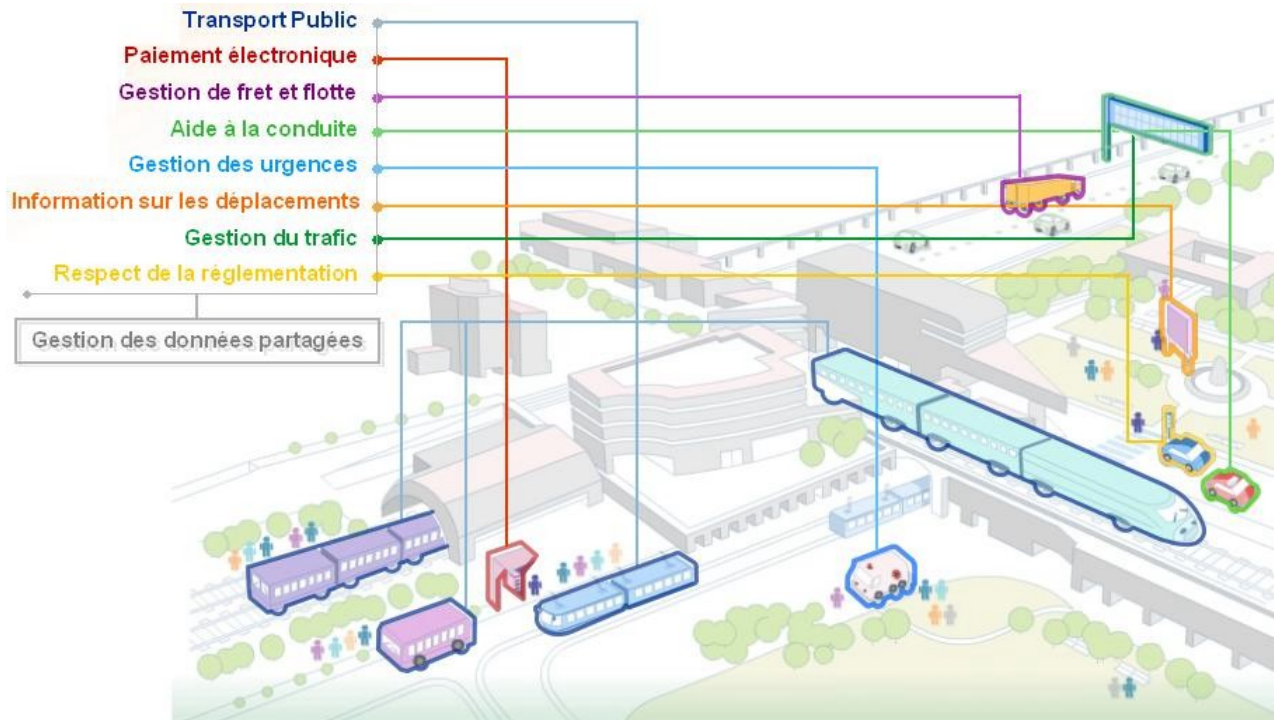 Transport Public
Paiement électronique
Gestion de fret et flotte
Aide à la conduite
Gestion des urgences
Information sur les déplacements
Gestion du trafic
Respect de la réglementation
Gestion des données partagées